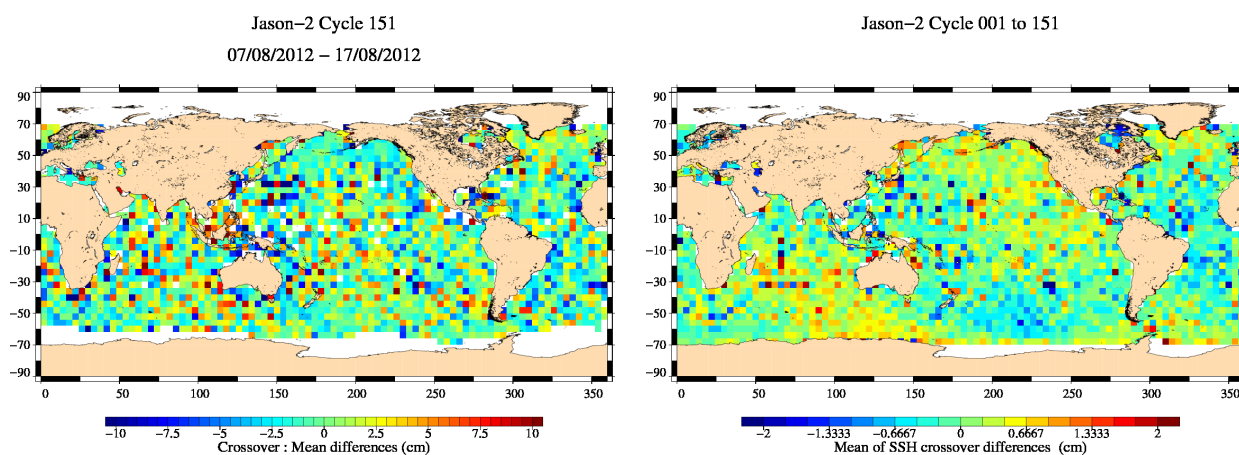 Jason−2 Cycle 151
07/08/2012 − 17/08/2012
90
70
50
30
10
−10
−30
−50
−70
−90
0 50 100 150 200 250 300 350
−10 −7.5 −5 −2.5 0 2.5 5 7.5 10
Crossover : Mean differences (cm)
Jason−2 Cycle 001 to 151
90
70
50
30
10
−10
−30
−50
−70
−90
0 50 100 150 200 250 300 350
−2 −1.3333 −0.6667 0 0.6667 1.3333 2
Mean of SSH crossover differences (cm)